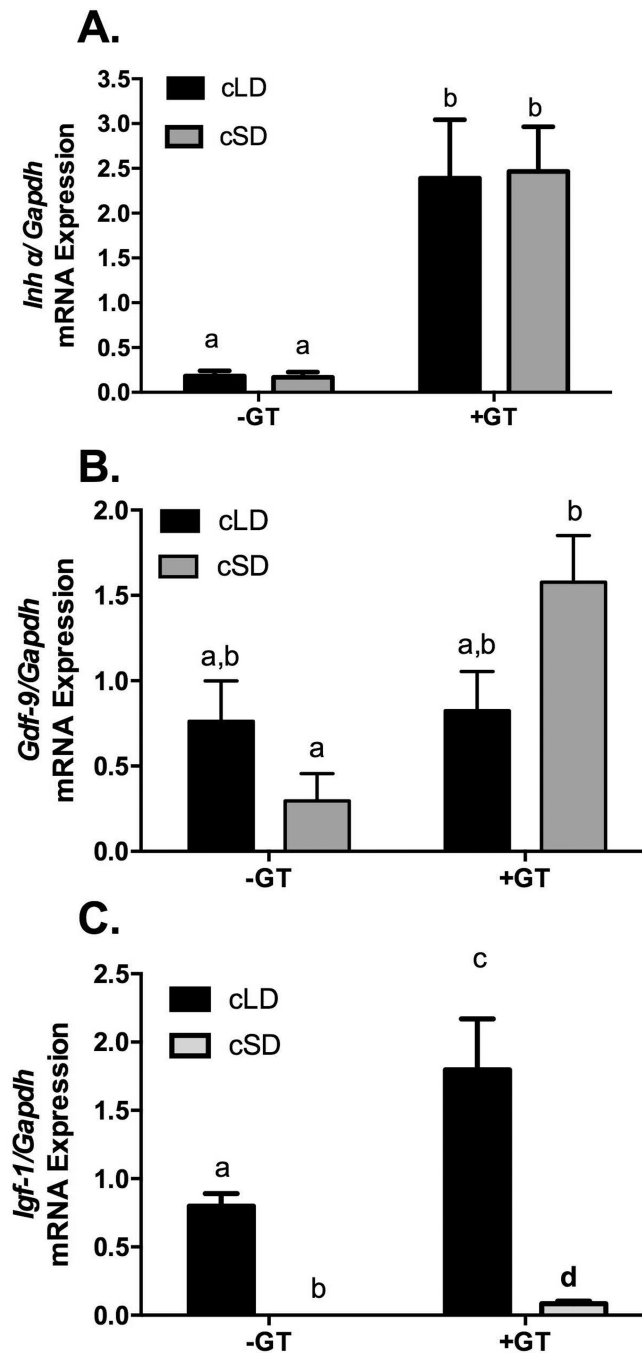 A.
Inh α/Gapdh
mRNA Expression
3.5
3.0
2.5
2.0
1.5
1.0
0.5
0.0
cLD
cSD
a
a
b
b
-GT
+GT
B.
Gdf-9/Gapdh
mRNA Expression
2.0
1.5
1.0
0.5
0.0
cLD
cSD
a,b
a
a,b
b
-GT
+GT
C.
Igf-1/Gapdh
mRNA Expression
2.5
2.0
1.5
1.0
0.5
0.0
cLD
cSD
a
b
c
d
-GT
+GT